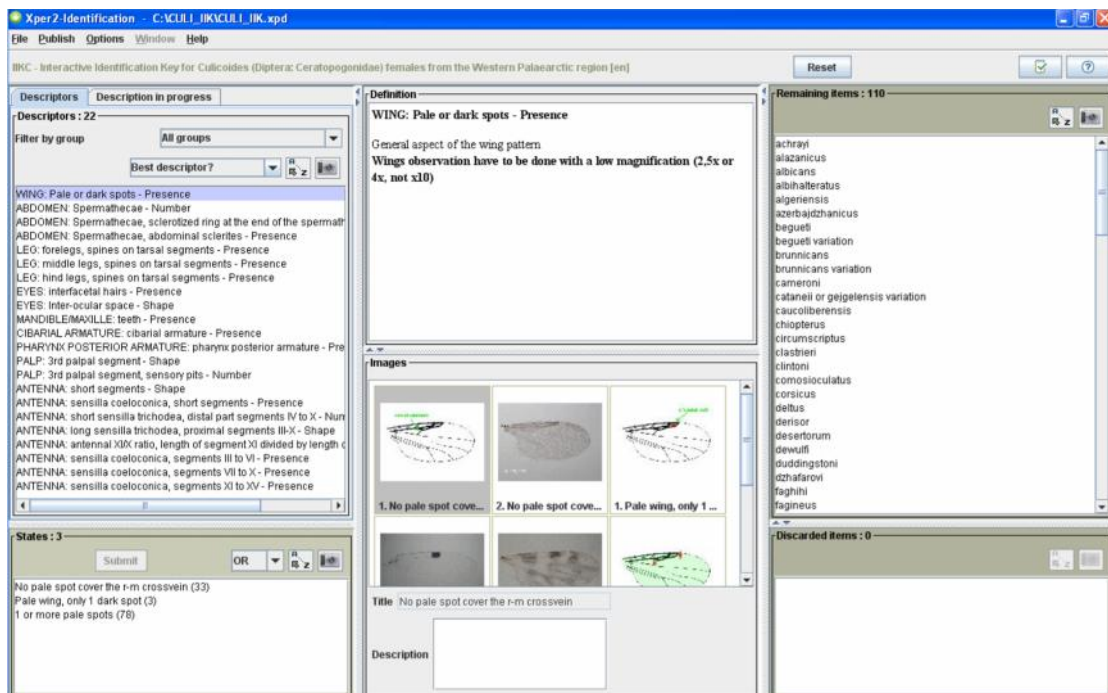 Xper2-Identification - C:\CULI_IIK\CULI_IIK.xpd
File Publish Options Window Help
IIKC - Interactive Identification Key for Culicoides (Diptera: Ceratopogonidae) females from the Western Palaearctic region [en]
Reset
Descriptors Description in progress
Descriptors : 22
Filter by group All groups
Best descriptor?
WING: Pale or dark spots - Presence
ABDOMEN: Spermathecae - Number
ABDOMEN: Spermathecae, sclerotized ring at the end of the spermath
ABDOMEN: Spermathecae, abdominal sclerites - Presence
LEG: forelegs, spines on tarsal segments - Presence
LEG: middle legs, spines on tarsal segments - Presence
LEG: hind legs, spines on tarsal segments - Presence
EYES: interfacetal hairs - Presence
EYES: Inter-ocular space - Shape
MANDIBLE/MAXILLE: teeth - Presence
CIBARIAL ARMATURE: cibarial armature - Presence
PHARYNX POSTERIOR ARMATURE: pharynx posterior armature - Pre
PALP: 3rd palpal segment - Shape
PALP: 3rd palpal segment, sensory pits - Number
ANTENNA: short segments - Shape
ANTENNA: sensilla coeloconica, short segments - Presence
ANTENNA: short sensilla trichodea, distal part segments IV to X - Num
ANTENNA: long sensilla trichodea, proximal segments III-X - Shape
ANTENNA: antennal XI/X ratio, length of segment XI divided by length o
ANTENNA: sensilla coeloconica, segments III to VI - Presence
ANTENNA: sensilla coeloconica, segments VII to X - Presence
ANTENNA: sensilla coeloconica, segments XI to XV - Presence
States : 3
Submit OR
No pale spot cover the r-m crossvein (33)
Pale wing, only 1 dark spot (3)
1 or more pale spots (78)
Definition
WING: Pale or dark spots - Presence
General aspect of the wing pattern
Wings observation have to be done with a low magnification (2,5x or
4x, not x10)
Images
1. No pale spot cove... 2. No pale spot cove... 1. Pale wing, only 1 ...
Title No pale spot cover the r-m crossvein
Description
Remaining items : 110
achrayi
alazanicus
albicans
albihalteratus
algeriensis
azerbajdzhanicus
begueti
begueti variation
brunnicans
brunnicans variation
cameroni
cataneii or gejgelensis variation
caucoliberensis
chiopterus
circumscriptus
clastrieri
clintoni
comosioculatus
corsicus
deltus
derisor
desertorum
dewulfi
duddingstoni
dzhafarovi
faghihi
fagineus
Discarded items : 0